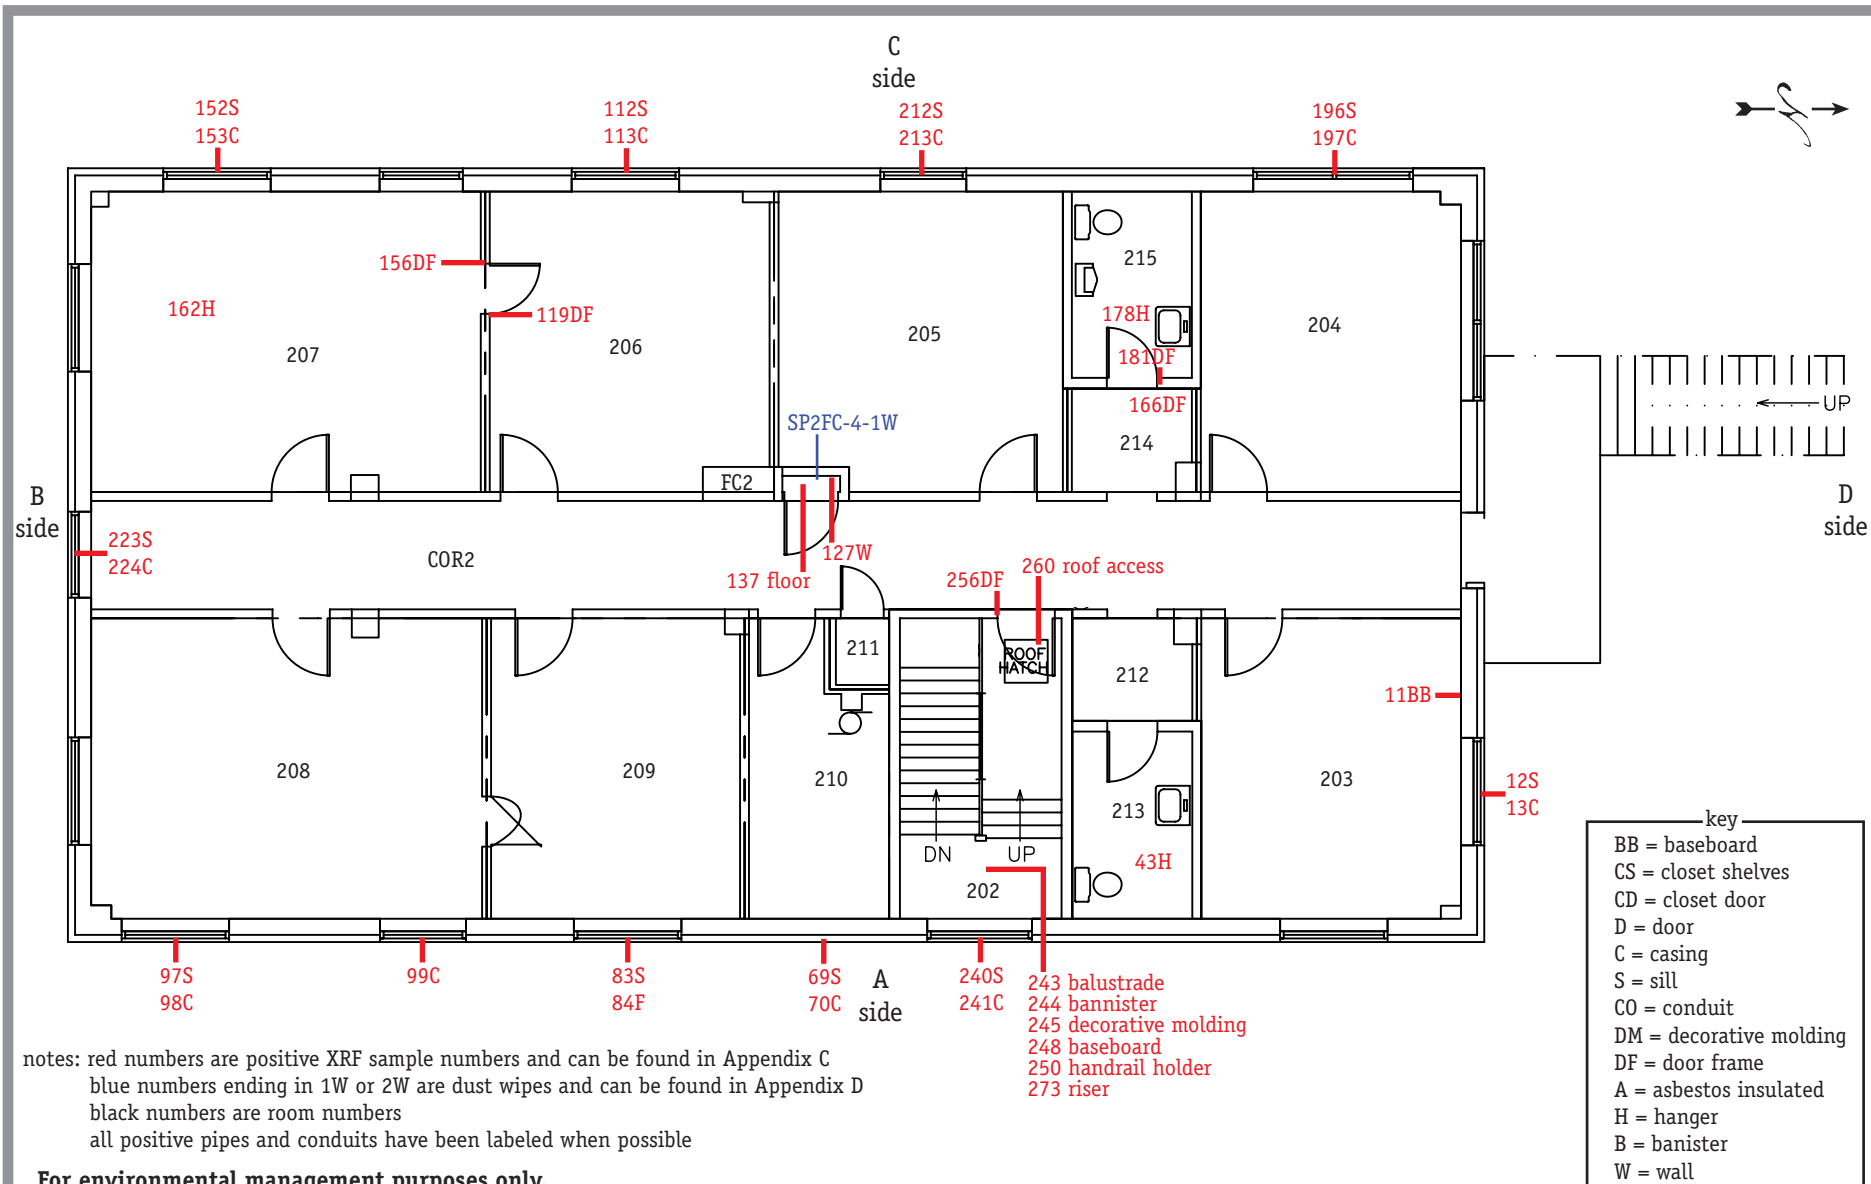 C
side
152S
153C
112S
113C
212S
213C
196S
197C
156DF
162H
119DF
207
206
205
215
178H
181DF
204
166DF
214
SP2FC-4-1W
FC2
UP
B
side
D
side
223S
224C
COR2
127W
137 floor
256DF
260 roof access
211
ROOF
HATCH
212
11BB
208
209
210
213
203
12S
13C
DN
UP
43H
202
97S
98C
99C
83S
84F
69S
70C
A
side
240S
241C
243 balustrade
244 bannister
245 decorative molding
248 baseboard
250 handrail holder
273 riser
key
BB = baseboard
CS = closet shelves
CD = closet door
D = door
C = casing
S = sill
CO = conduit
DM = decorative molding
DF = door frame
A = asbestos insulated
H = hanger
B = banister
W = wall
notes: red numbers are positive XRF sample numbers and can be found in Appendix C
blue numbers ending in 1W or 2W are dust wipes and can be found in Appendix D
black numbers are room numbers
all positive pipes and conduits have been labeled when possible
For environmental management purposes only.